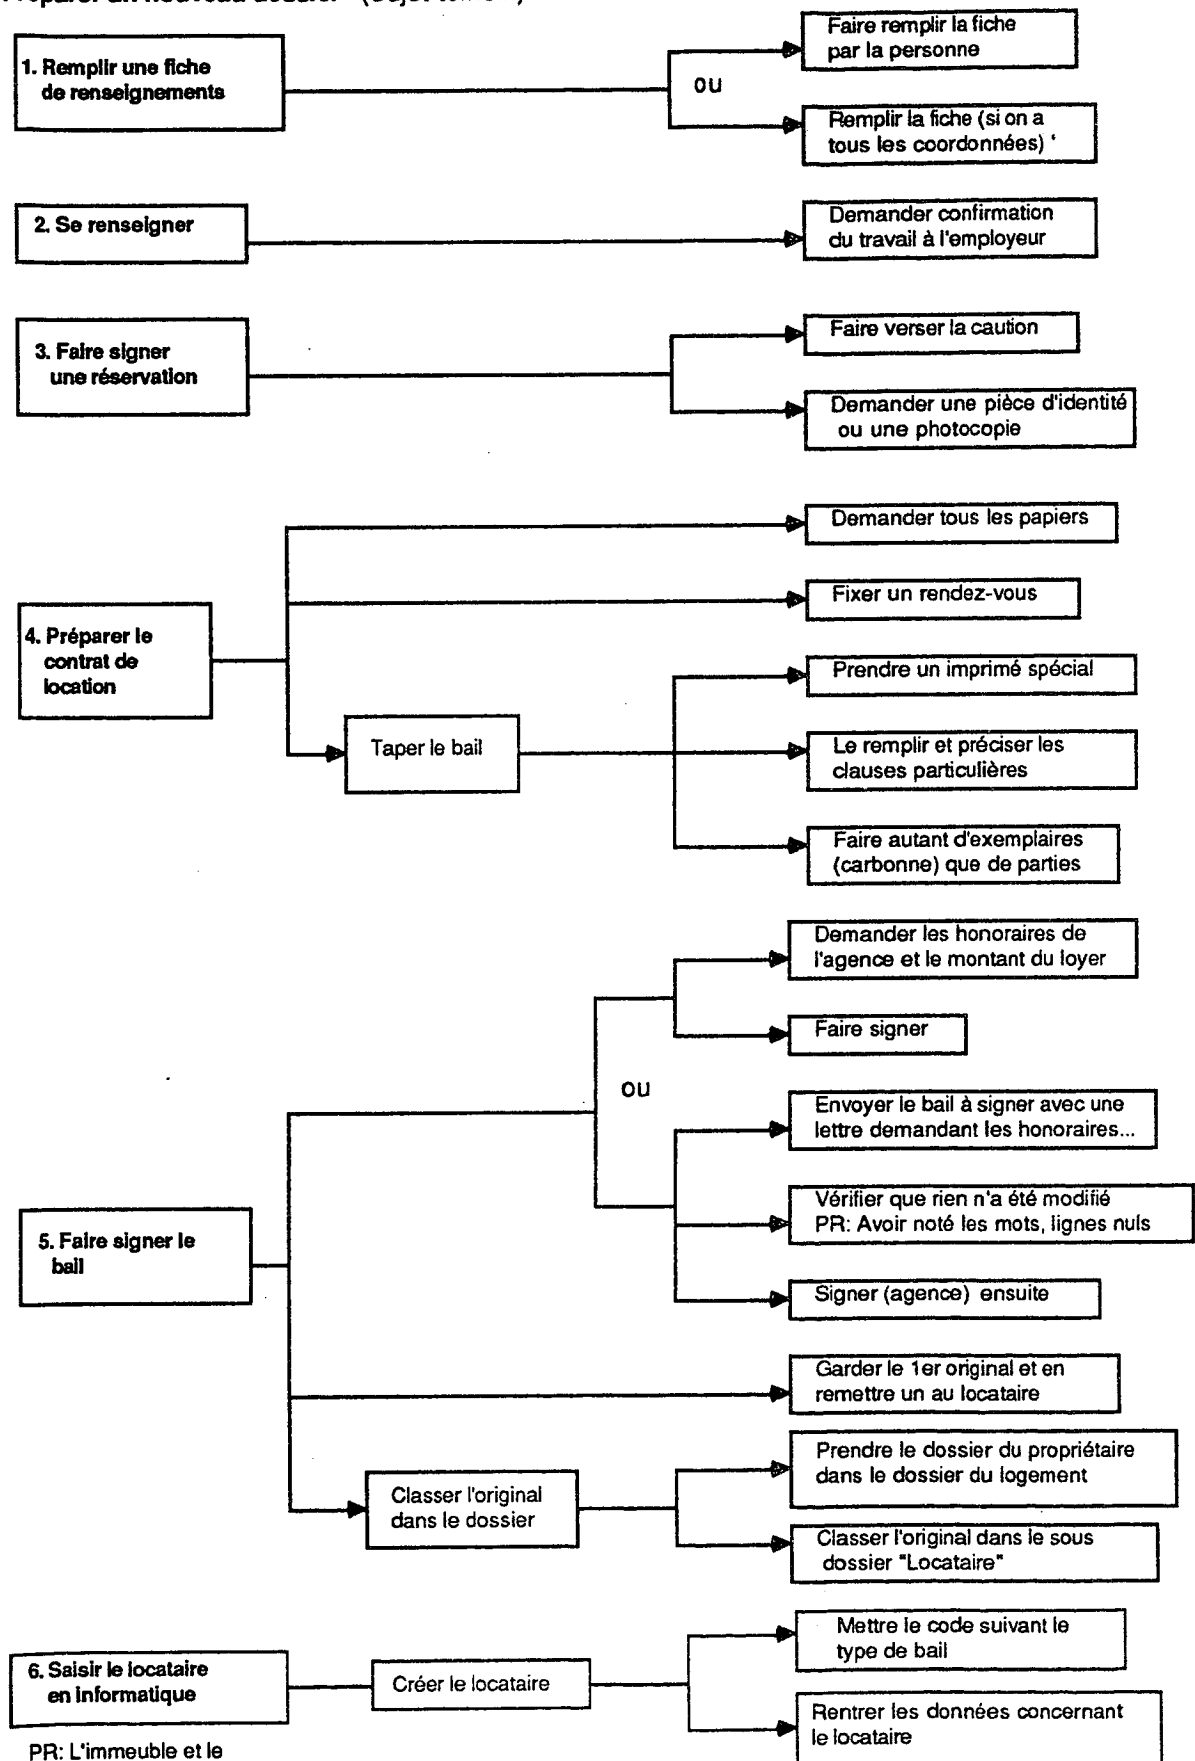 1. Remplir une fiche
de renseignements
ou
Faire remplir la fiche
par la personne
Remplir la fiche (si on a
tous les coordonnées)
2. Se renseigner
Demander confirmation
du travail à l'employeur
3. Faire signer
une réservation
Faire verser la caution
Demander une pièce d'identité
ou une photocopie
4. Préparer le
contrat de
location
Demander tous les papiers
Fixer un rendez-vous
Taper le bail
Prendre un imprimé spécial
Le remplir et préciser les
clauses particulières
Faire autant d'exemplaires
(carbonne) que de parties
5. Faire signer le
bail
ou
Demander les honoraires de
l'agence et le montant du loyer
Faire signer
Envoyer le bail à signer avec une
lettre demandant les honoraires...
Vérifier que rien n'a été modifié
PR: Avoir noté les mots, lignes nuls
Signer (agence) ensuite
Garder le 1er original et en
remettre un au locataire
Classer l'original
dans le dossier
Prendre le dossier du propriétaire
dans le dossier du logement
Classer l'original dans le sous
dossier "Locataire"
6. Saisir le locataire
en informatique
Créer le locataire
Mettre le code suivant le
type de bail
Rentrer les données concernant
le locataire
PR: L'immeuble et le